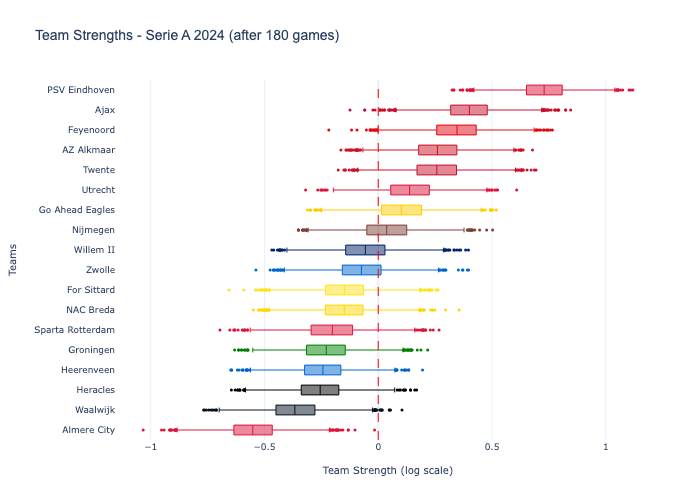 Team Strengths - Serie A 2024 (after 180 games)
PSV Eindhoven
Ajax
Feyenoord
AZ Alkmaar
Twente
Utrecht
Go Ahead Eagles
Nijmegen
Willem II
Zwolle
For Sittard
NAC Breda
Sparta Rotterdam
Groningen
Heerenveen
Heracles
Waalwijk
Almere City
Teams
−1 −0.5 0 0.5 1
Team Strength (log scale)